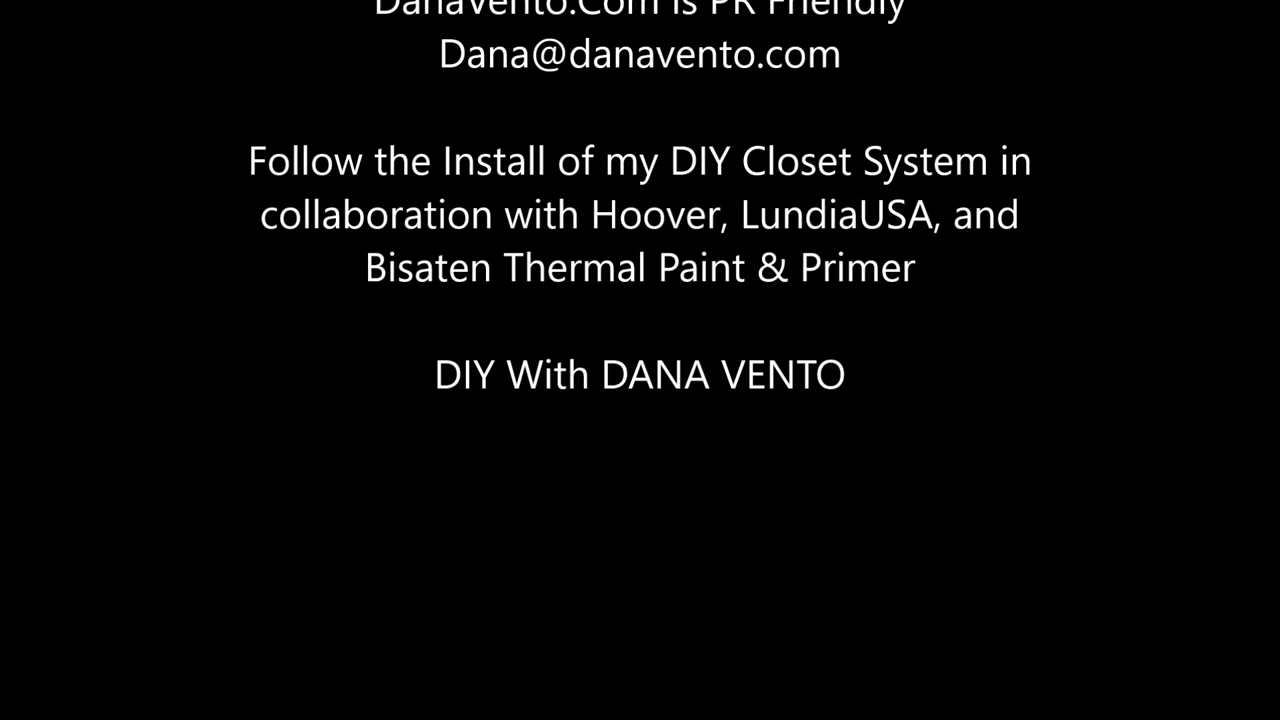 DanaVento.Com is PR Friendly
Dana@danavento.com
Follow the Install of my DIY Closet System in
collaboration with Hoover, LundiaUSA, and
Bisaten Thermal Paint & Primer
DIY With DANA VENTO